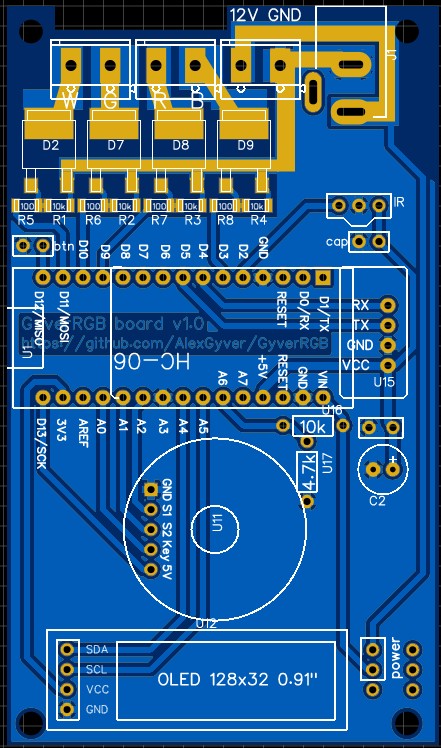 GND
VCC
SCL
SDA
OLED 128x32 0.91"
U12
5V
Key
S2
S1
GND
U11
4.7k
U17
10k
C2
+
power
U1
D13/SCK
3V3
AREF
A0
A1
A2
A3
A4
A5
A6
A7
+5V
RESET
GND
VIN
D12/MISO
D11/MOSI
D10
D9
D8
D7
D6
D5
D4
D3
D2
GND
RESET
D0/RX
D1/TX
HC-06
GyverRGB board v1.0
https://github.com/AlexGyver/GyverRGB
VCC
GND
TX
RX
U15
btn
cap
IR
R5
R1
R6
R2
R7
R3
R8
R4
10k
10k
10k
10k
D2
D7
D8
D9
W
G
R
B
12V GND
J1